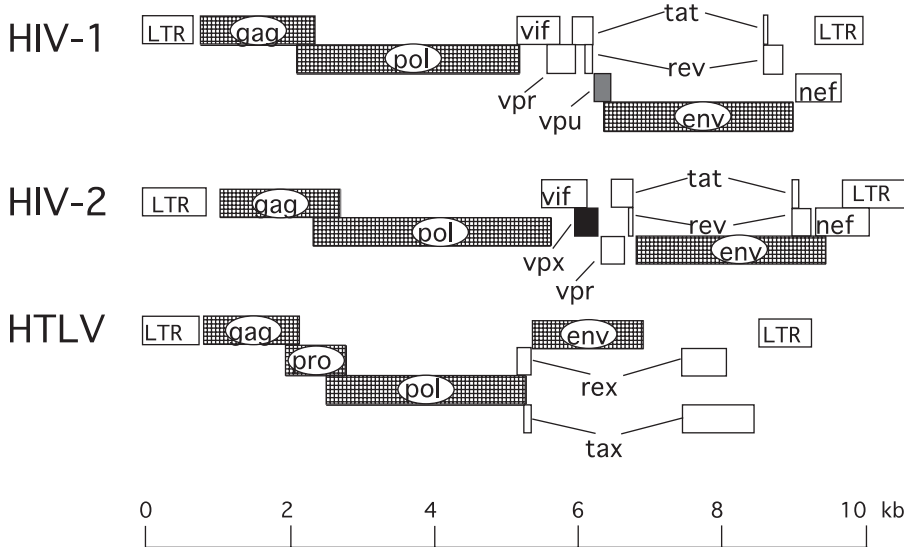 HIV-1
LTR gag vif tat LTR
pol rev
vpr nef
vpu env
HIV-2
LTR gag vif tat LTR
pol rev nef
vpx env
vpr
HTLV
LTR gag env LTR
pro rex
pol
tax
0 2 4 6 8 10 kb